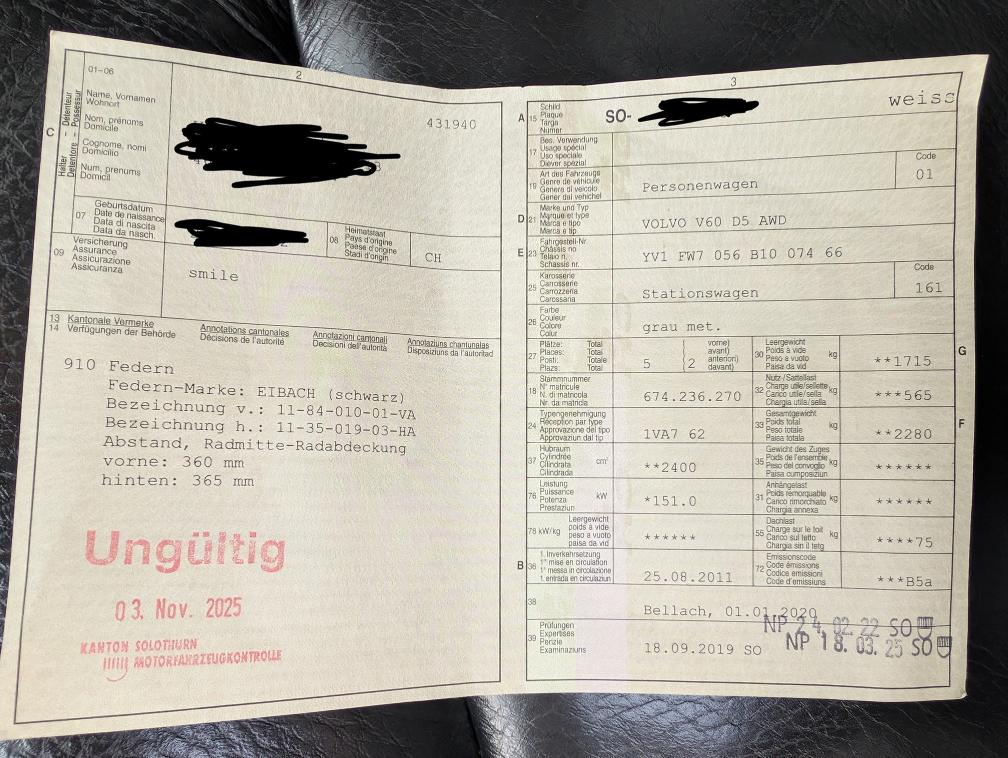 2
01–06
C
Halter – Détenteur
Detentore – Possessur
Name, Vornamen
Wohnort
Nom, prénoms
Domicile
Cognome, nomi
Domicilio
Num, prenums
Domicil
431940
07
Geburtsdatum
Date de naissance
Data di nascita
Data da nasch.
08
Heimatstaat
Pays d'origine
Paese d'origine
Stadi d'origin
CH
09
Versicherung
Assurance
Assicurazione
Assicuranza
smile
13
14
Kantonale Vermerke
Verfügungen der Behörde
Annotations cantonales
Décisions de l'autorité
Annotazioni cantonali
Decisioni dell'autorità
Annotaziuns chantunalas
Disposiziuns da l'autoritad
910 Federn
Federn-Marke: EIBACH (schwarz)
Bezeichnung v.: 11-84-010-01-VA
Bezeichnung h.: 11-35-019-03-HA
Abstand, Radmitte-Radabdeckung
vorne: 360 mm
hinten: 365 mm
Ungültig
03. Nov. 2025
KANTON SOLOTHURN
MOTORFAHRZEUGKONTROLLE
3
A 15
Schild
Plaque
Targa
Numer
SO-
weiss
17
Bes. Verwendung
Usage spécial
Uso speciale
Diever spezial
19
Art des Fahrzeugs
Genre de véhicule
Genere di veicolo
Gener dal vehichel
Personenwagen
Code
01
D 21
Marke und Typ
Marque et type
Marca e tipo
Marca e tip
VOLVO V60 D5 AWD
E 23
Fahrgestell-Nr.
Châssis no
Telaio n.
Schassis nr.
YV1 FW7 056 B10 074 66
25
Karosserie
Carrosserie
Carrozzeria
Carossaria
Stationswagen
Code
161
26
Farbe
Couleur
Colore
Colur
grau met.
27
Plätze: Total
Places: Total
Posti: Totale
Plazs: Total
5
(2
vorne)
avant)
anteriori)
davant)
30
Leergewicht
Poids à vide
Peso a vuoto
Paisa da vid
kg
**1715
G
18
Stammnummer
N° matricule
N. di matricola
Nr. da matricla
674.236.270
32
Nutz-/Sattellast
Charge utile/sellette
Carico utile/sella
Chargia utila/sella
kg
***565
24
Typengenehmigung
Réception par type
Approvazione del tipo
Approvaziun dal tip
1VA7 62
33
Gesamtgewicht
Poids total
Peso totale
Paisa totala
kg
**2280
F
37
Hubraum
Cylindrée
Cilindrata
Cilindrada
cm³
**2400
35
Gewicht des Zuges
Poids de l'ensemble
Peso del convoglio
Paisa cumposiziun
kg
******
76
Leistung
Puissance
Potenza
Prestaziun
kW
*151.0
31
Anhängelast
Poids remorquable
Carico rimorchiato
Chargia annexa
kg
******
78 kW/kg
Leergewicht
poids à vide
peso a vuoto
paisa da vid
******
55
Dachlast
Charge sur le toit
Carico sul tetto
Chargia sin il tetg
kg
****75
B 36
1. Inverkehrsetzung
1re mise en circulation
1a messa in circolazione
1. entrada en circulaziun
25.08.2011
72
Emissionscode
Code émissions
Codice emissioni
Code d'emissiuns
***B5a
38
Bellach, 01.01.2020
NP 24. 02. 22 SO
39
Prüfungen
Expertises
Perizie
Examinaziuns
18.09.2019 SO
NP 18. 03. 25 SO